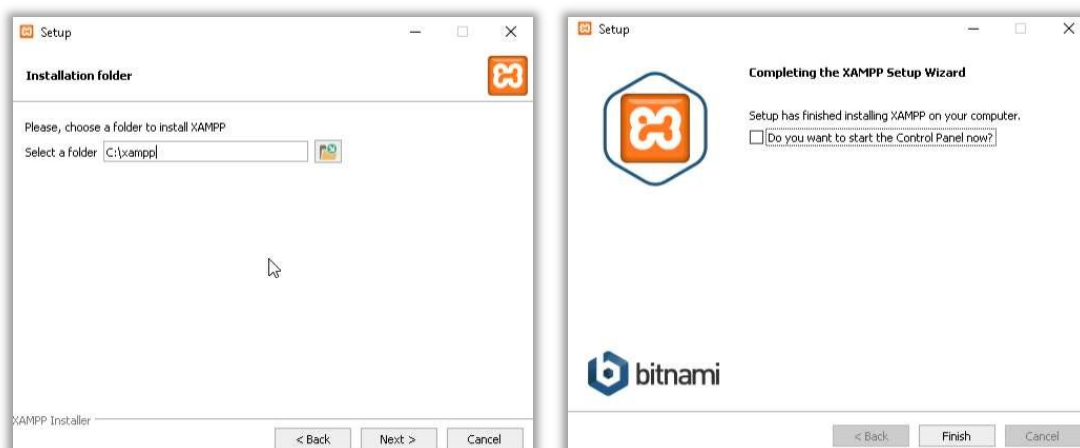 Setup
Installation folder
Please, choose a folder to install XAMPP
Select a folder C:\xampp
XAMPP Installer
< Back Next > Cancel
Setup
Completing the XAMPP Setup Wizard
Setup has finished installing XAMPP on your computer.
Do you want to start the Control Panel now?
bitnami
< Back Finish Cancel